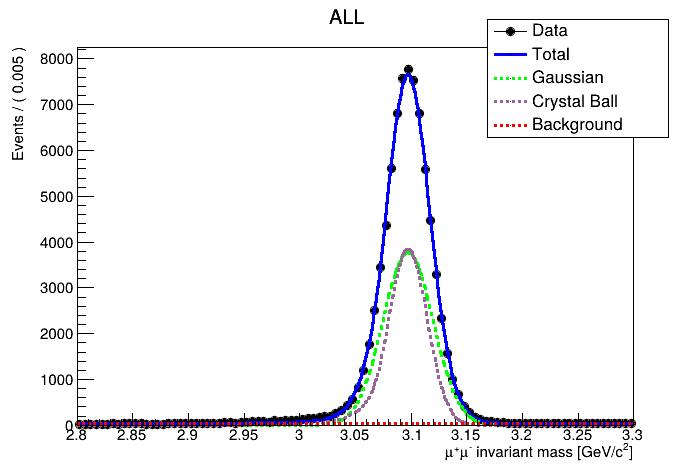 ALL
Data
Total
Gaussian
Crystal Ball
Background
Events / ( 0.005 )
8000
7000
6000
5000
4000
3000
2000
1000
0
2.8 2.85 2.9 2.95 3 3.05 3.1 3.15 3.2 3.25 3.3
μ⁺μ⁻ invariant mass [GeV/c²]